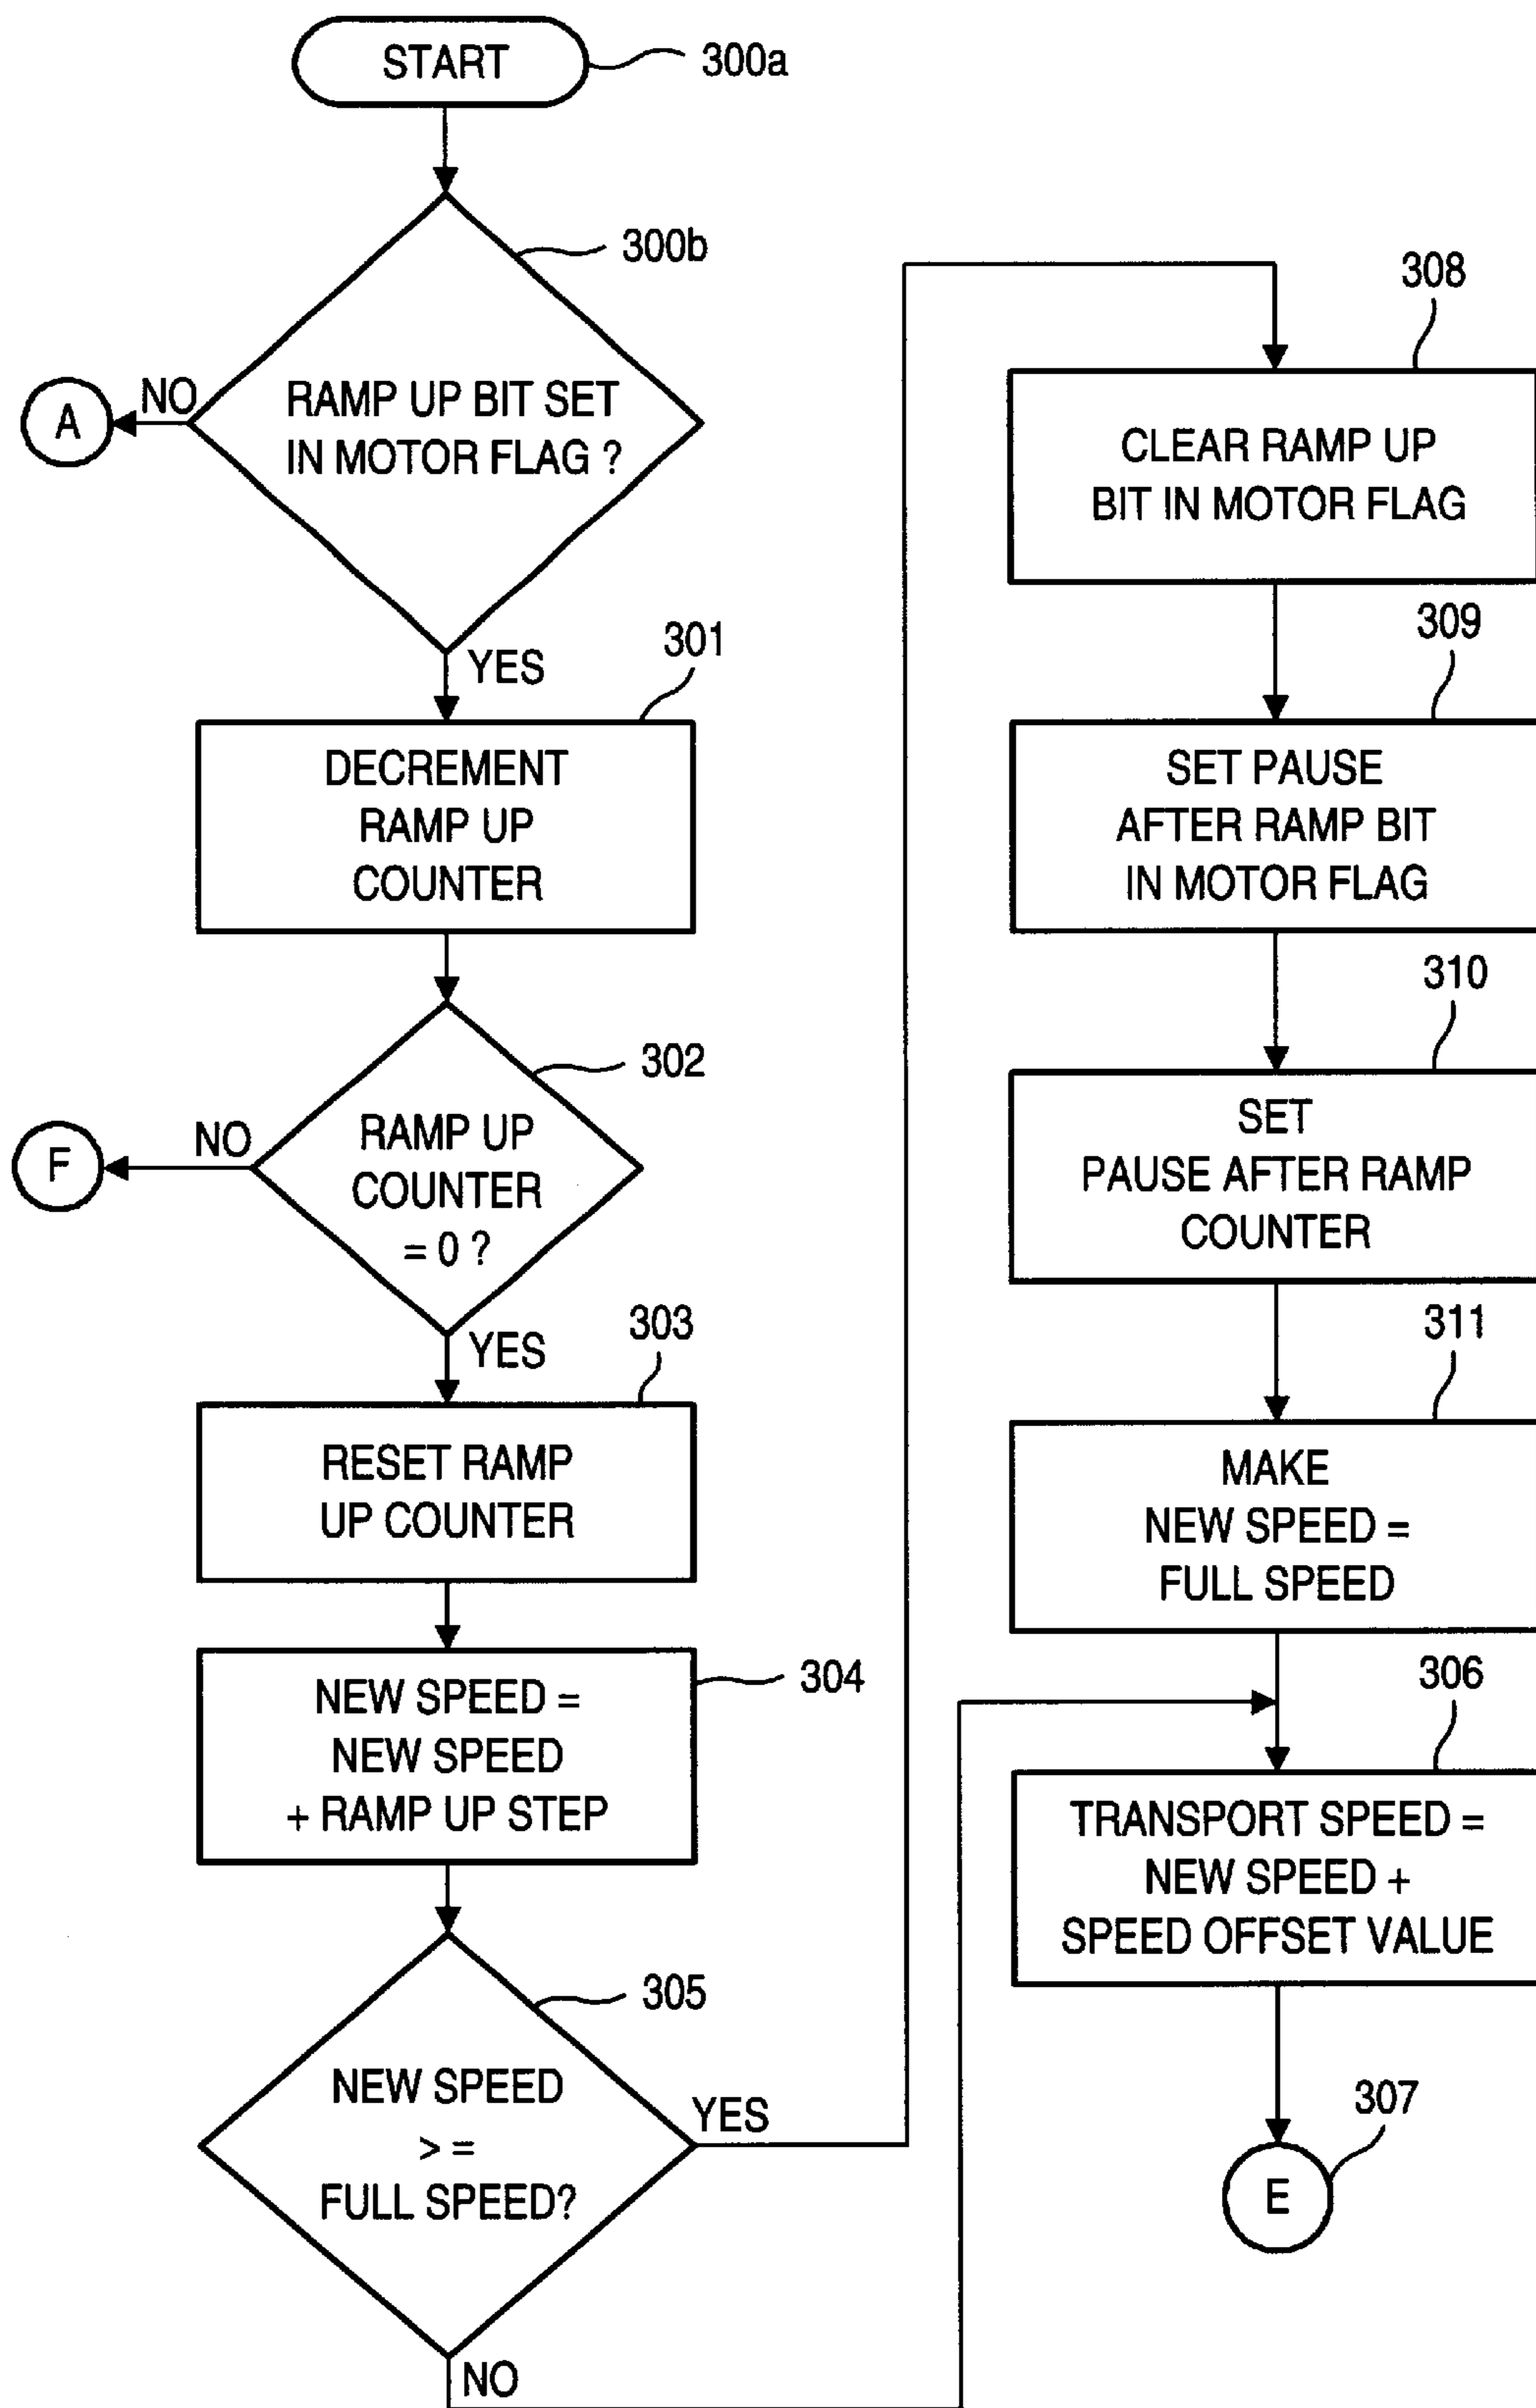 START
300a
300b
RAMP UP BIT SET
IN MOTOR FLAG ?
NO
A
YES
301
DECREMENT
RAMP UP
COUNTER
302
RAMP UP
COUNTER
= 0 ?
NO
F
YES
303
RESET RAMP
UP COUNTER
304
NEW SPEED =
NEW SPEED
+ RAMP UP STEP
305
NEW SPEED
> =
FULL SPEED?
YES
NO
308
CLEAR RAMP UP
BIT IN MOTOR FLAG
309
SET PAUSE
AFTER RAMP BIT
IN MOTOR FLAG
310
SET
PAUSE AFTER RAMP
COUNTER
311
MAKE
NEW SPEED =
FULL SPEED
306
TRANSPORT SPEED =
NEW SPEED +
SPEED OFFSET VALUE
307
E